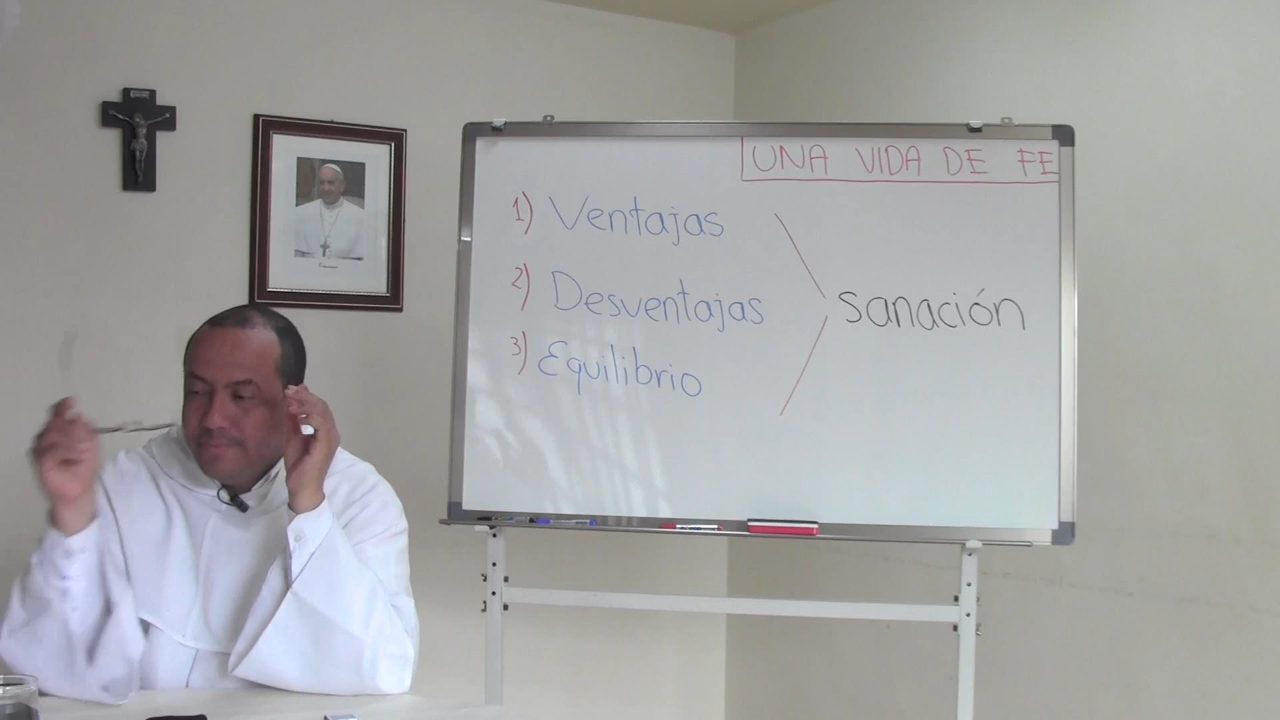 UNA VIDA DE FE
1) Ventajas
2) Desventajas
3) Equilibrio
sanación